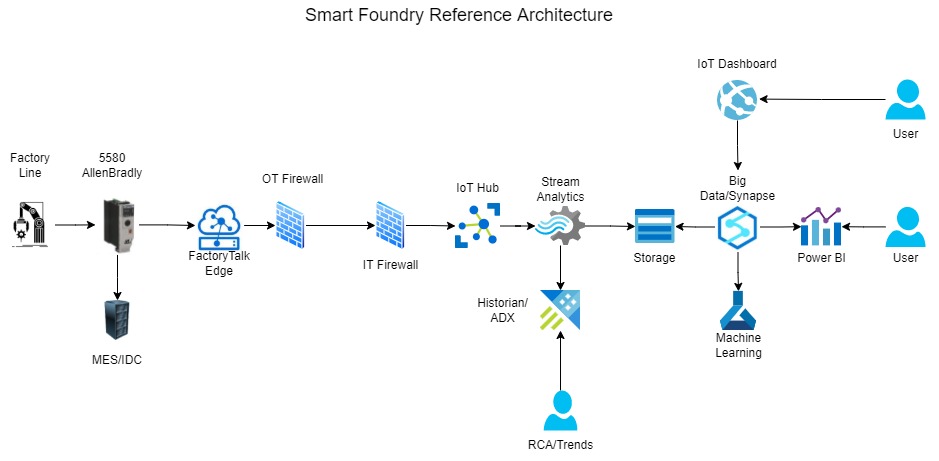 Smart Foundry Reference Architecture
IoT Dashboard
User
Factory
Line
5580
AllenBradly
OT Firewall
IoT Hub
Stream
Analytics
Big
Data/Synapse
FactoryTalk
Edge
IT Firewall
Storage
Power BI
User
Historian/
ADX
MES/IDC
Machine
Learning
RCA/Trends